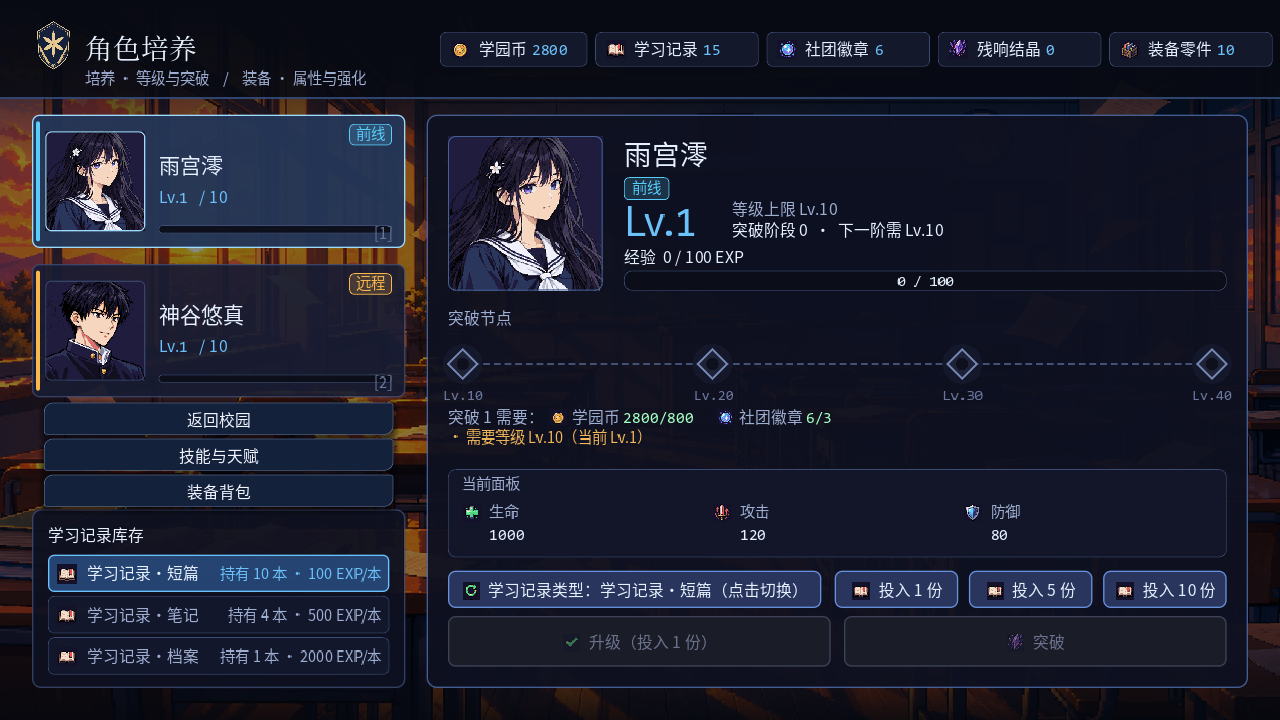 角色培养
培养 · 等级与突破 / 装备 · 属性与强化
学园币 2800
学习记录 15
社团徽章 6
残响结晶 0
装备零件 10
前线
雨宫澪
Lv.1 / 10
[1]
远程
神谷悠真
Lv.1 / 10
[2]
返回校园
技能与天赋
装备背包
学习记录库存
学习记录·短篇 持有 10 本 · 100 EXP/本
学习记录·笔记 持有 4 本 · 500 EXP/本
学习记录·档案 持有 1 本 · 2000 EXP/本
雨宫澪
前线
Lv.1
等级上限 Lv.10
突破阶段 0 · 下一阶需 Lv.10
经验 0 / 100 EXP
0 / 100
突破节点
Lv.10 Lv.20 Lv.30 Lv.40
突破 1 需要： 学园币 2800/800 社团徽章 6/3
· 需要等级 Lv.10（当前 Lv.1）
当前面板
生命 攻击 防御
1000 120 80
学习记录类型：学习记录·短篇（点击切换）
投入 1 份
投入 5 份
投入 10 份
升级（投入 1 份）
突破